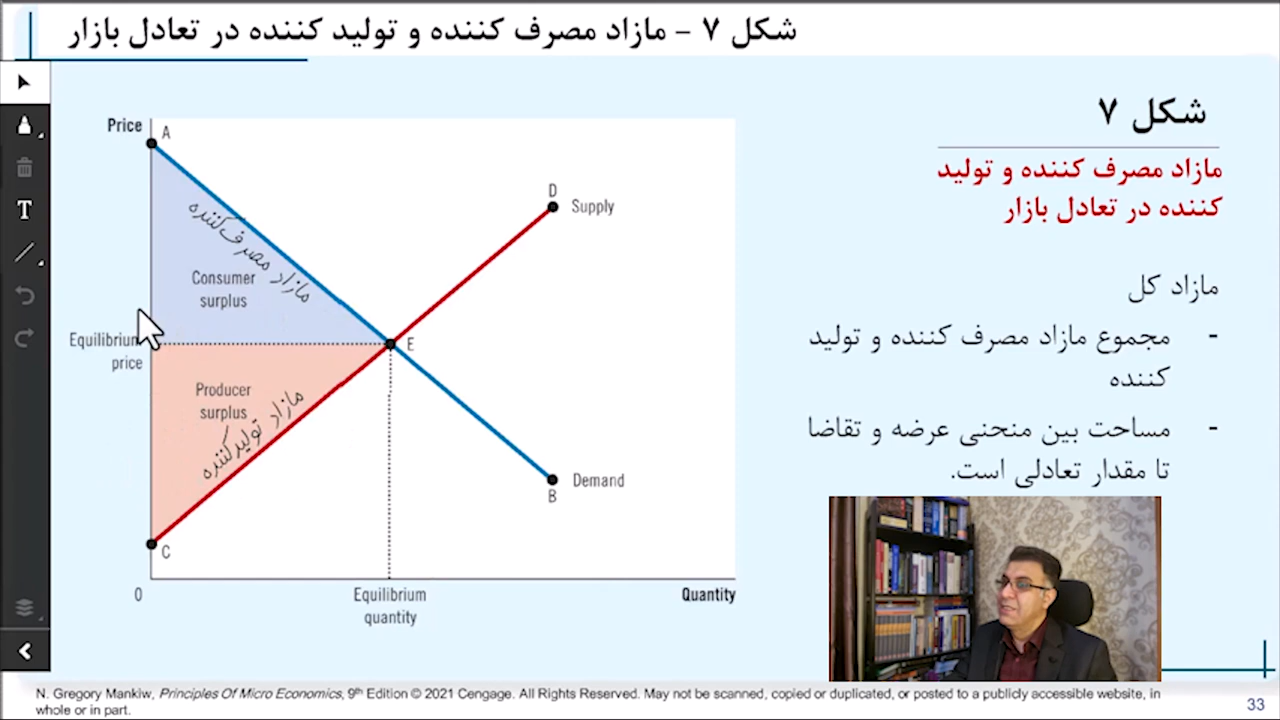 شکل ۷ – مازاد مصرف کننده و تولید کننده در تعادل بازار
شکل ۷
مازاد مصرف کننده و تولید
کننده در تعادل بازار
مازاد کل
- مجموع مازاد مصرف کننده و تولید
کننده
- مساحت بین منحنی عرضه و تقاضا
تا مقدار تعادلی است.
Price
A
D
Supply
مازاد مصرف‌کننده
Consumer
surplus
Equilibrium
price
E
Producer
surplus
مازاد تولیدکننده
Demand
B
C
0
Equilibrium
quantity
Quantity
T
N. Gregory Mankiw, Principles Of Micro Economics, 9th Edition © 2021 Cengage. All Rights Reserved. May not be scanned, copied or duplicated, or posted to a publicly accessible website, in
whole or in part.
33